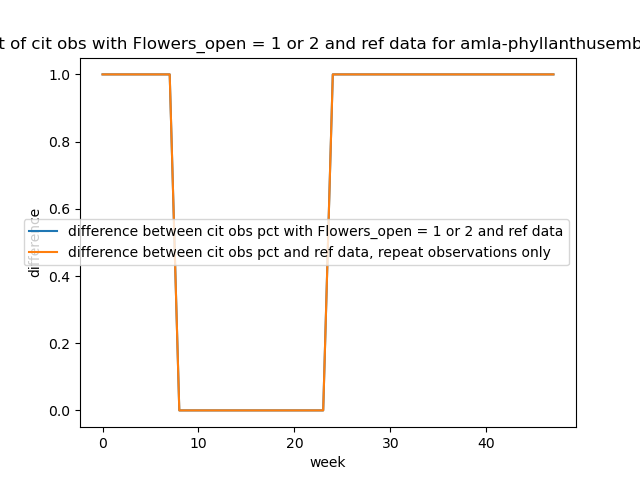 t of cit obs with Flowers_open = 1 or 2 and ref data for amla-phyllanthusemb
1.0
0.8
0.6
0.4
0.2
0.0
difference
difference between cit obs pct with Flowers_open = 1 or 2 and ref data
difference between cit obs pct and ref data, repeat observations only
0 10 20 30 40
week